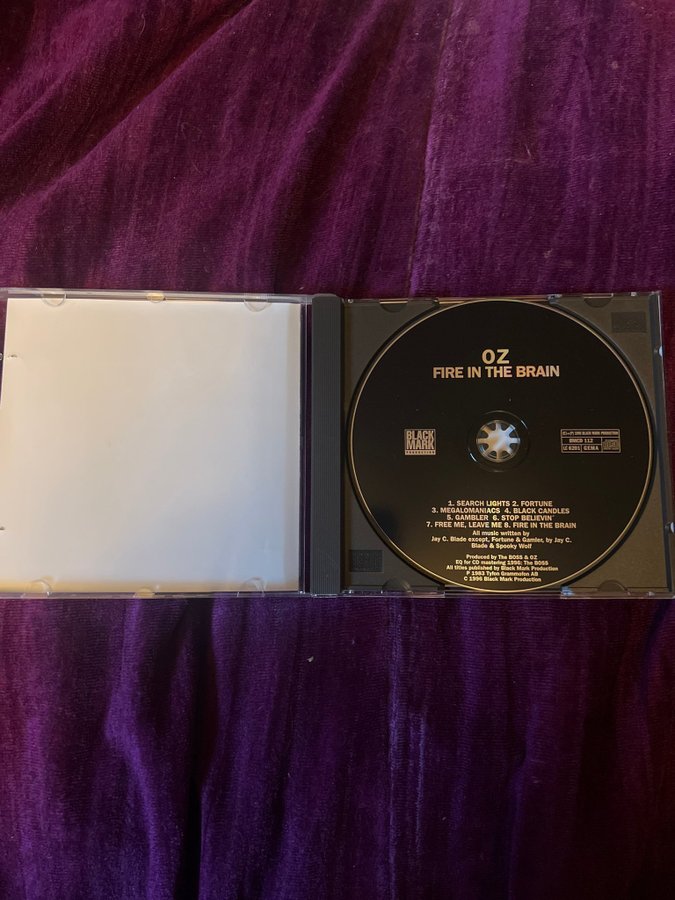 OZ
FIRE IN THE BRAIN
BLACK
MARK
PRODUCTION
BMCD 112
LC 6201 GEMA
1. SEARCH LIGHTS 2. FORTUNE
3. MEGALOMANIACS 4. BLACK CANDLES
5. GAMBLER 6. STOP BELIEVIN´
7. FREE ME, LEAVE ME 8. FIRE IN THE BRAIN
All music written by
Jay C. Blade except, Fortune & Gamler, by Jay C.
Blade & Spooky Wolf
Produced by The BOSS & OZ
EQ for CD mastering 1996: The BOSS
All titles published by Black Mark Production
P 1983 Tyfon Grammofon AB
C 1996 Black Mark Production